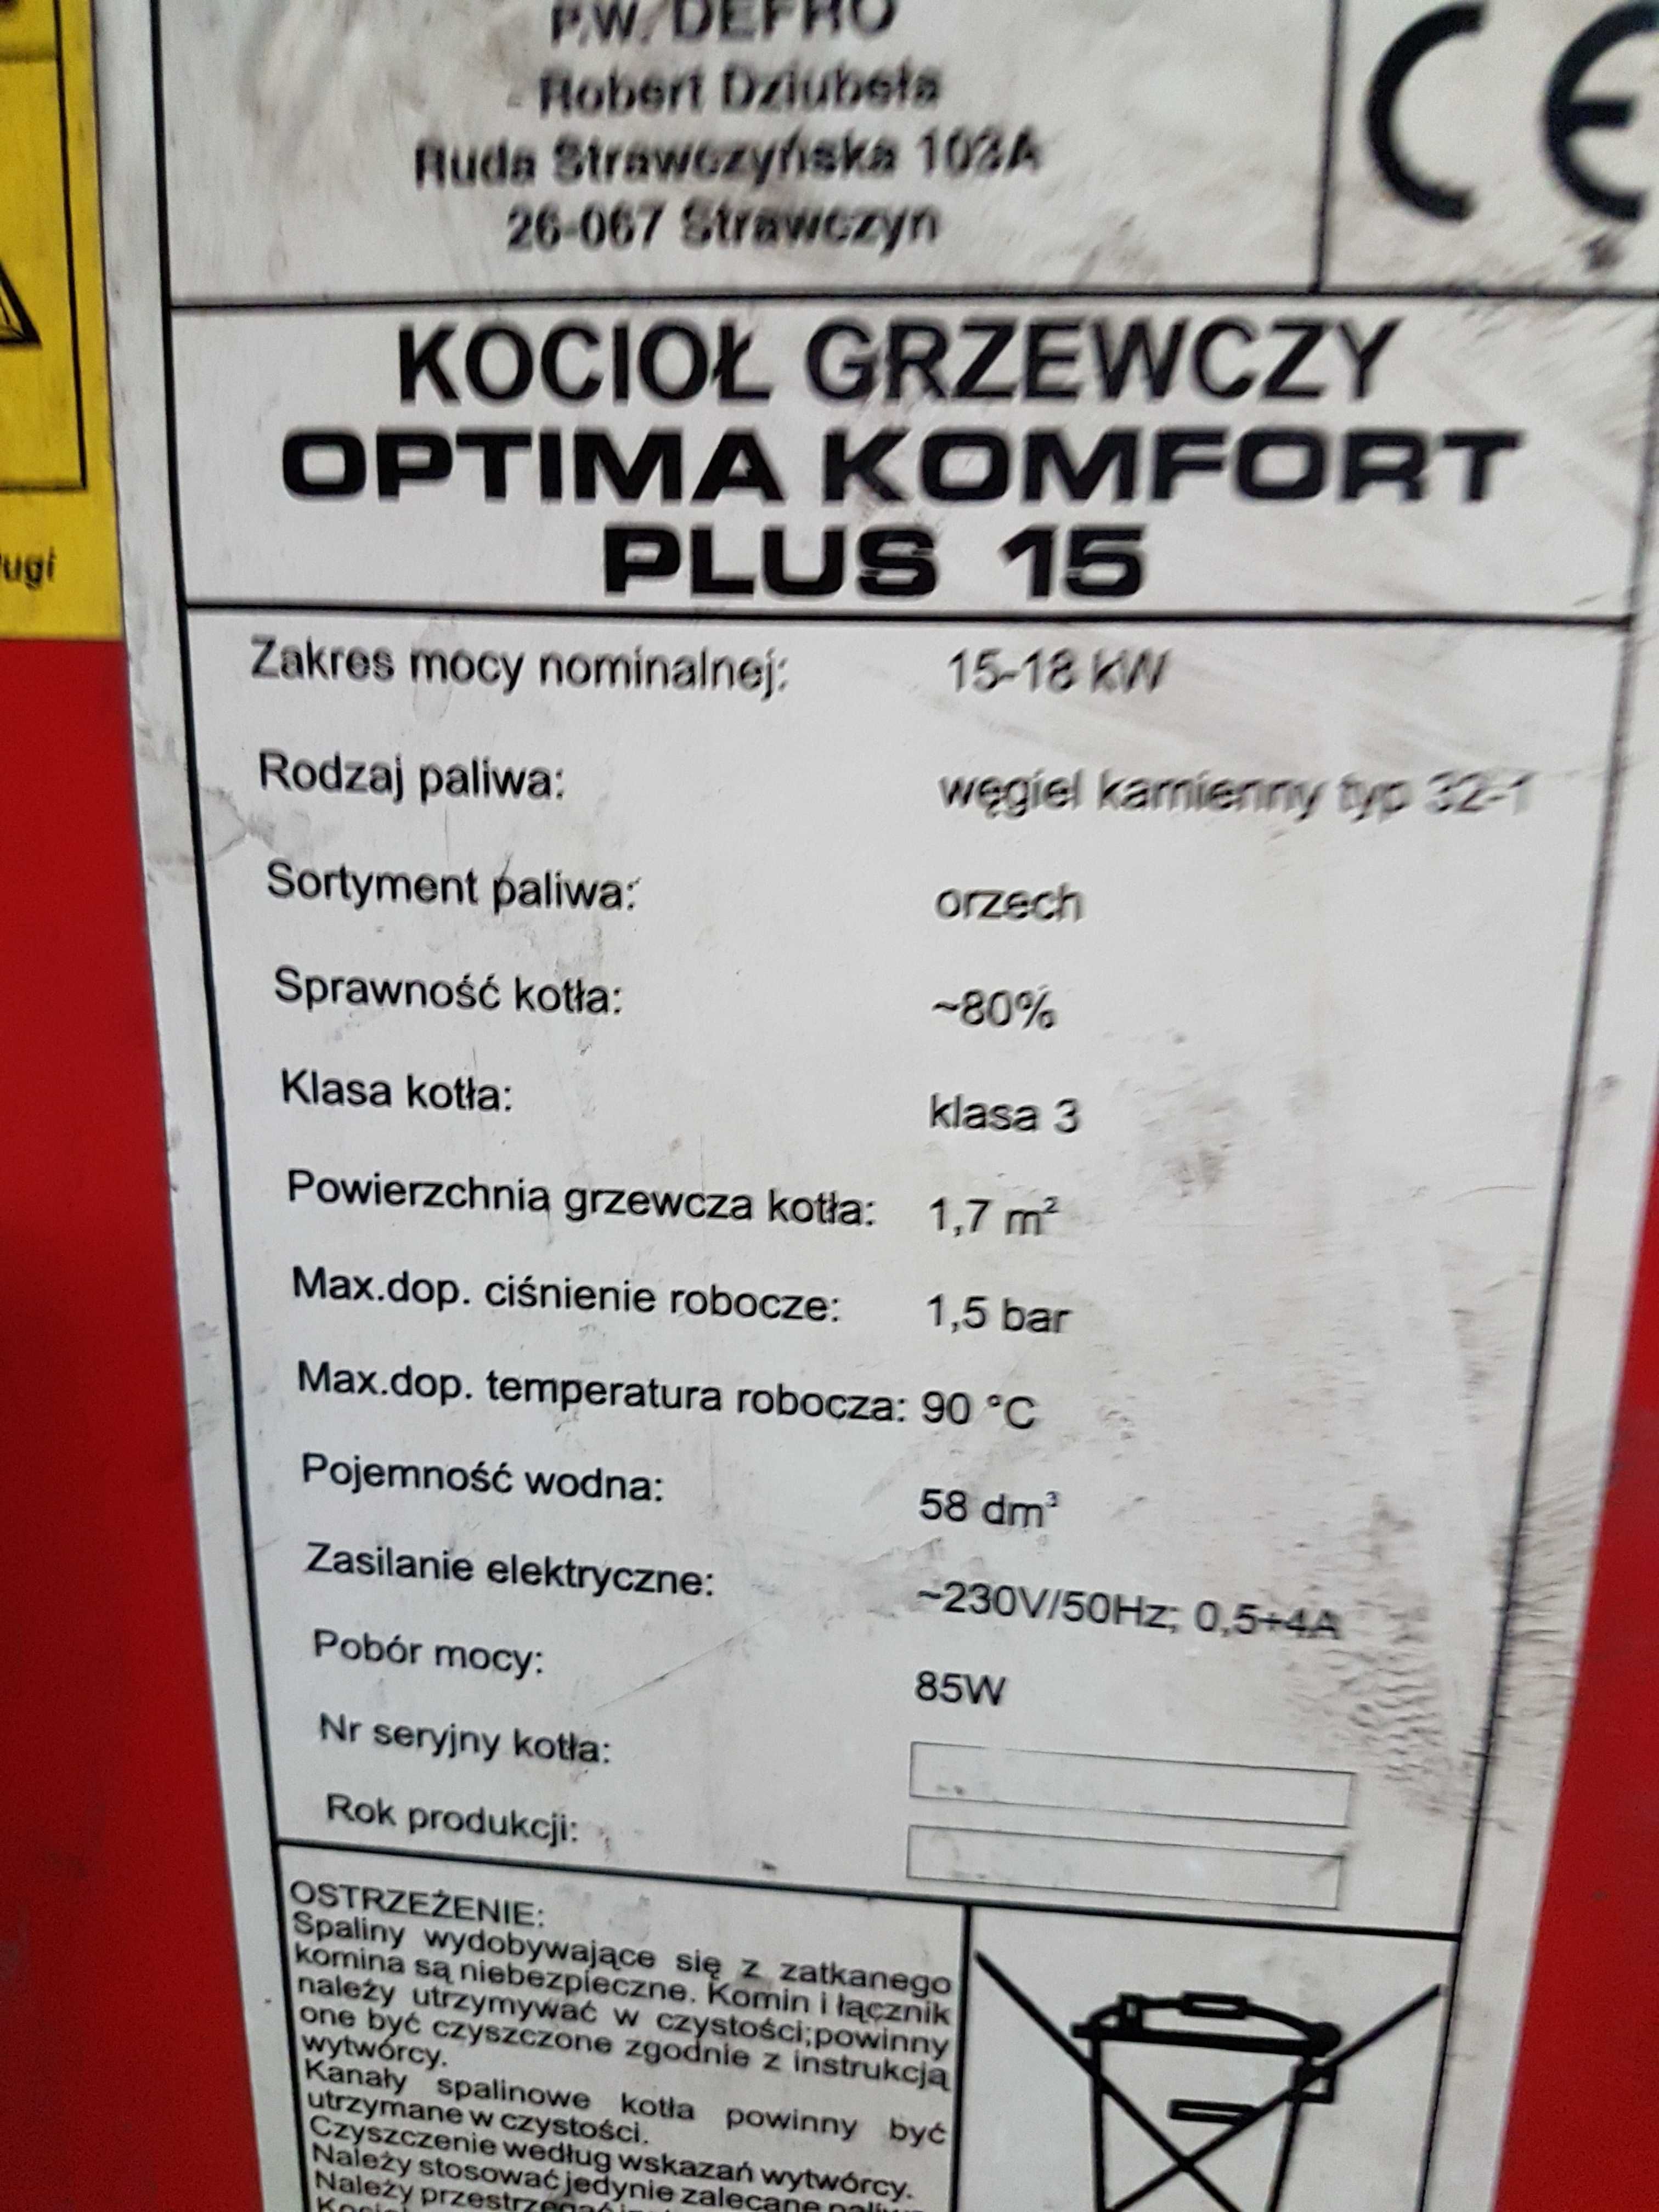 P.W. DEFRO
Robert Dziubeła
Ruda Strawczyńska 103A
26-067 Strawczyn
CE
KOCIOŁ GRZEWCZY
OPTIMA KOMFORT
PLUS 15
ugi
Zakres mocy nominalnej: 15-18 kW
Rodzaj paliwa: węgiel kamienny typ 32-1
Sortyment paliwa: orzech
Sprawność kotła: ~80%
Klasa kotła: klasa 3
Powierzchnia grzewcza kotła: 1,7 m²
Max.dop. ciśnienie robocze: 1,5 bar
Max.dop. temperatura robocza: 90 °C
Pojemność wodna: 58 dm³
Zasilanie elektryczne: ~230V/50Hz; 0,5÷4A
Pobór mocy: 85W
Nr seryjny kotła:
Rok produkcji:
OSTRZEŻENIE:
Spaliny wydobywające się z zatkanego
komina są niebezpieczne. Komin i łącznik
należy utrzymywać w czystości;powinny
one być czyszczone zgodnie z instrukcją
wytwórcy.
Kanały spalinowe kotła powinny być
utrzymane w czystości.
Czyszczenie według wskazań wytwórcy.
Należy stosować jedynie zalecane
Należy